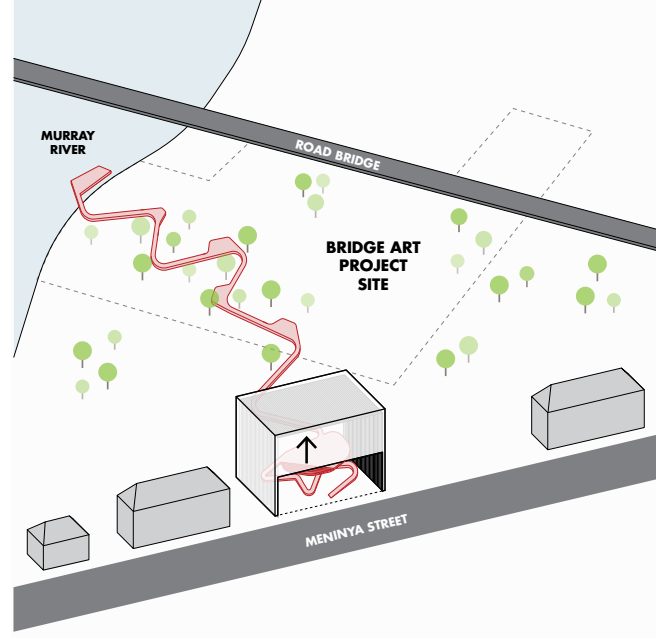 MURRAY
RIVER
ROAD BRIDGE
BRIDGE ART
PROJECT
SITE
MENINYA STREET